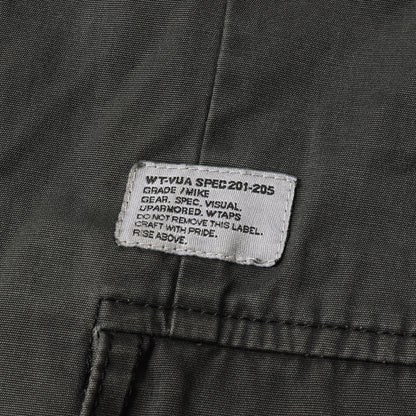 WT-VUA SPEC 201-205
GRADE / MIKE
GEAR. SPEC. VISUAL.
UPARMORED. WTAPS
DO NOT REMOVE THIS LABEL.
CRAFT WITH PRIDE.
RISE ABOVE.